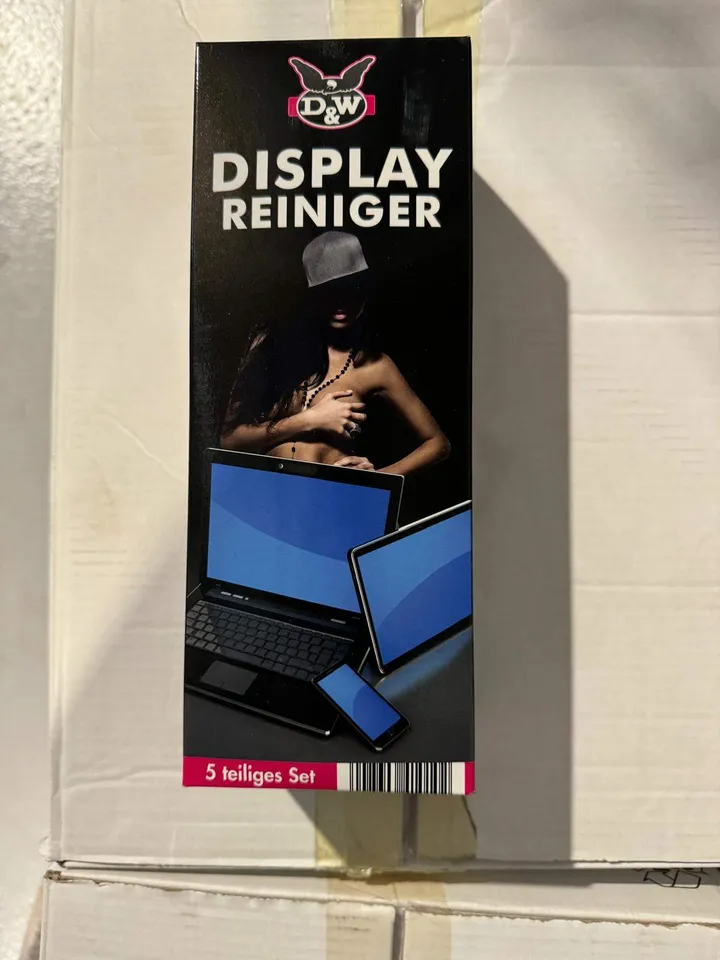 D&W
DISPLAY
REINIGER
5 teiliges Set